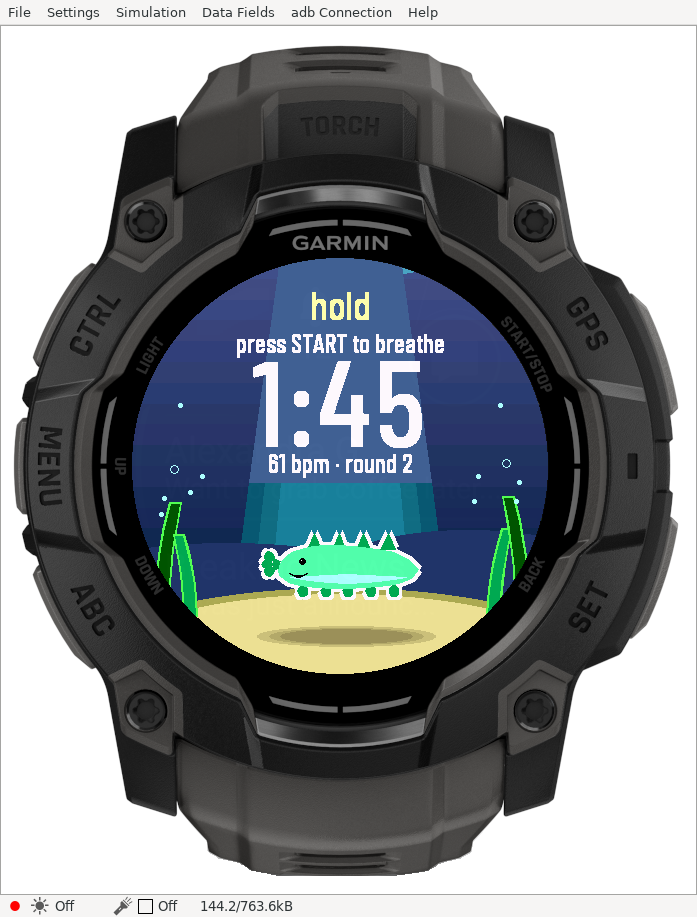 File Settings Simulation Data Fields adb Connection Help
TORCH
GARMIN
CTRL
GPS
LIGHT
START/STOP
hold
press START to breathe
1:45
61 bpm · round 2
MENU
UP
DOWN
BACK
ABC
SET
Off Off 144.2/763.6kB